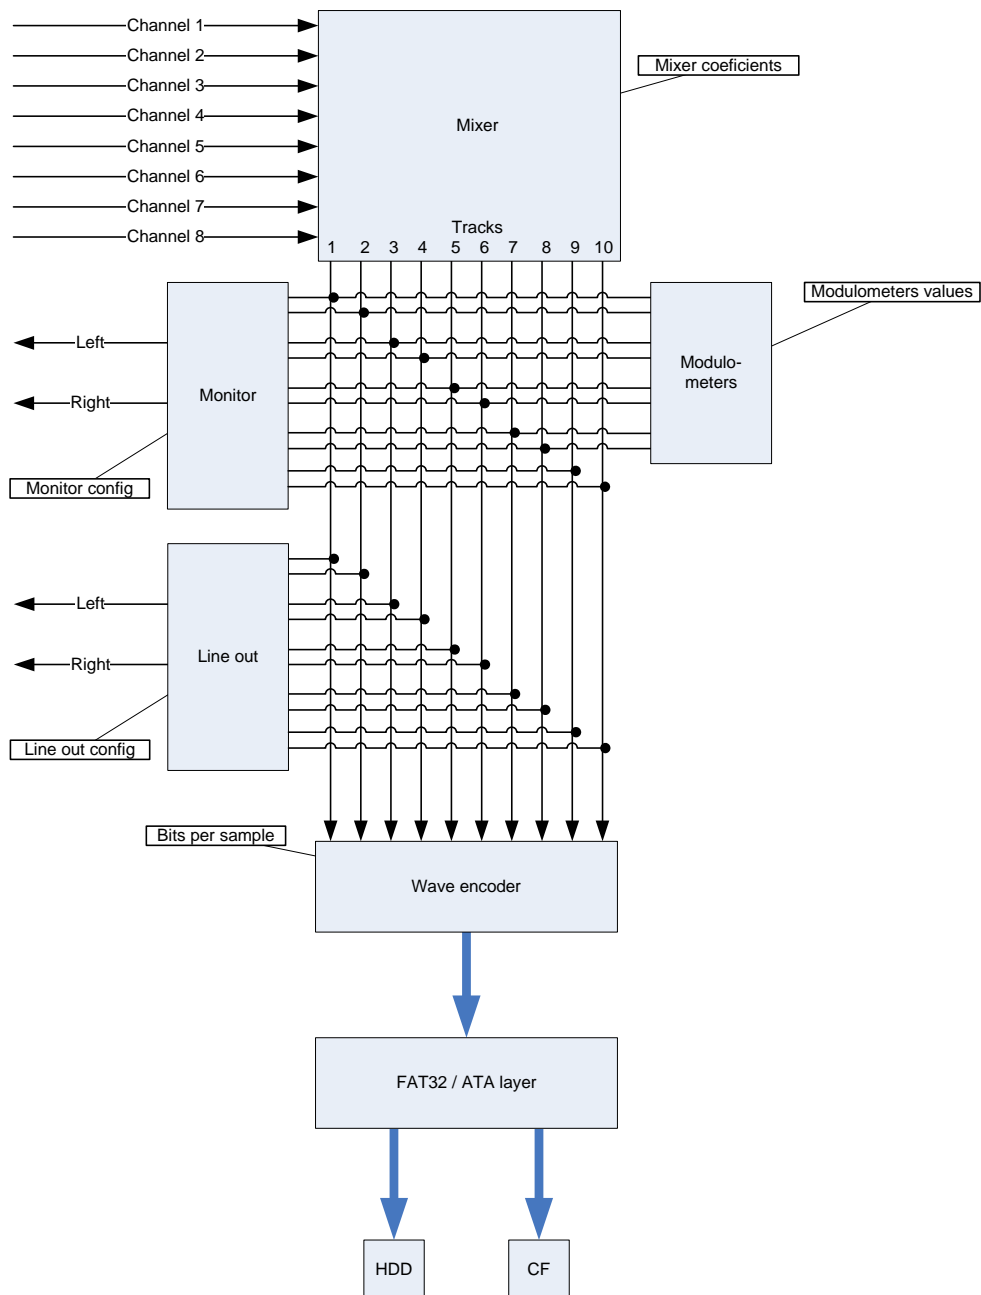 Channel 1
Channel 2
Channel 3
Channel 4
Channel 5
Channel 6
Channel 7
Channel 8
Mixer coeficients
Mixer
Tracks
1 2 3 4 5 6 7 8 9 10
Modulometers values
Left
Right
Monitor
Modulo-
meters
Monitor config
Left
Right
Line out
Line out config
Bits per sample
Wave encoder
FAT32 / ATA layer
HDD
CF